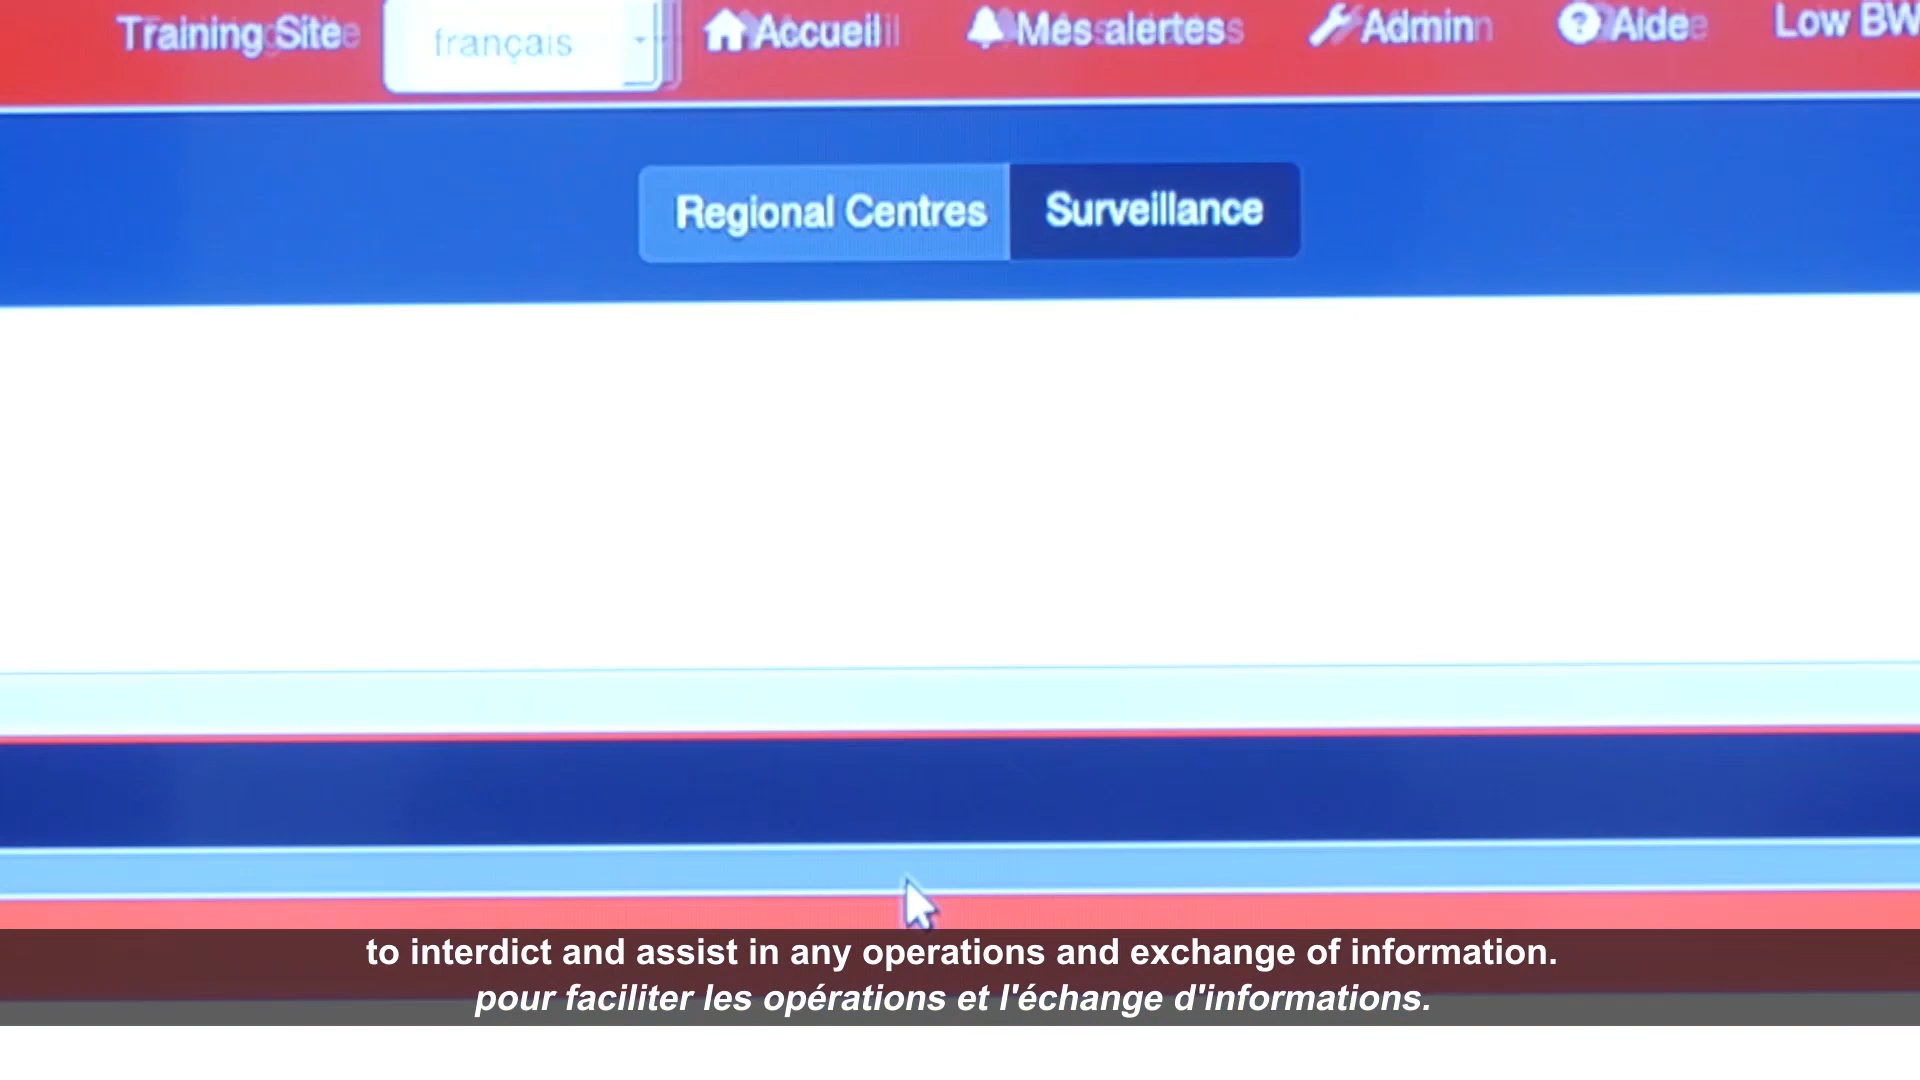 Training Site français Accueil Mes alertes Admin Aide Low BW
Regional Centres Surveillance
to interdict and assist in any operations and exchange of information.
pour faciliter les opérations et l'échange d'informations.